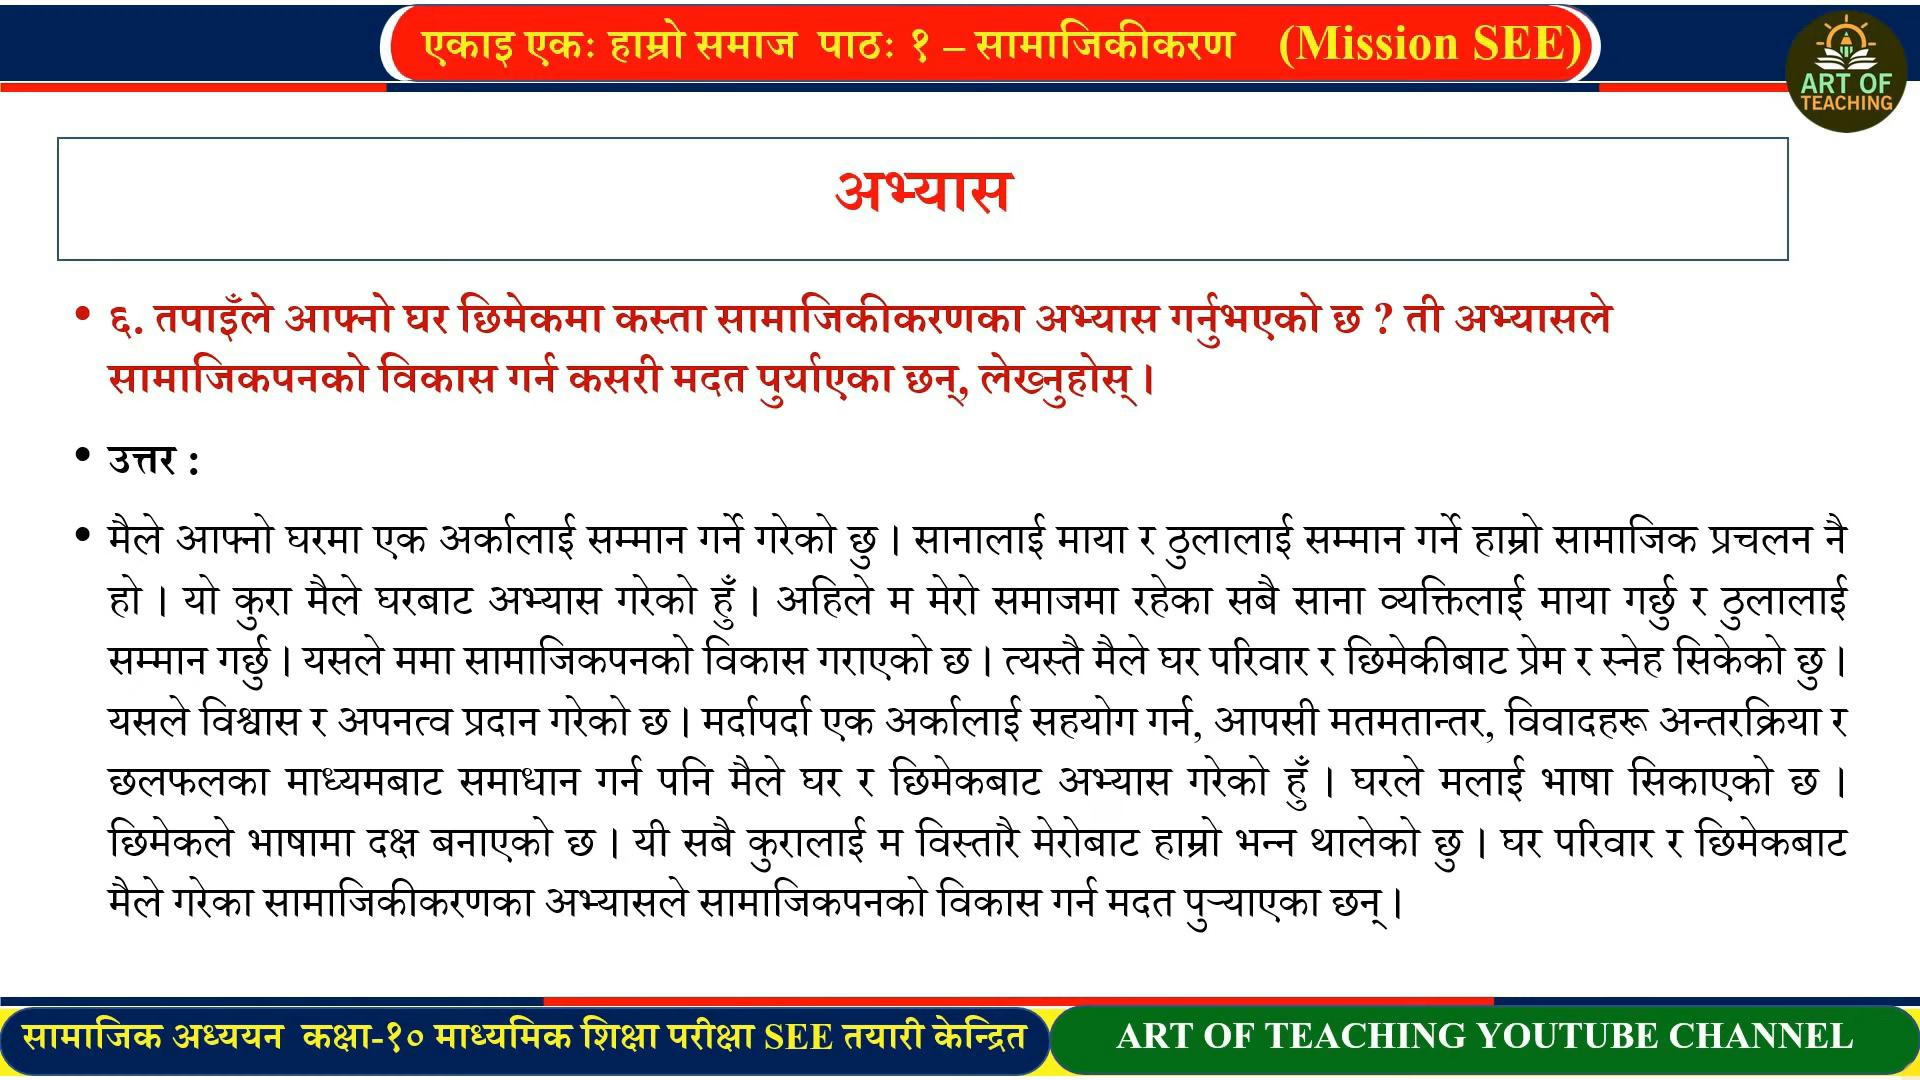 एकाइ एकः हाम्रो समाज पाठः १ – सामाजिकीकरण (Mission SEE)
ART OF
TEACHING
अभ्यास
• ६. तपाइँले आफ्नो घर छिमेकमा कस्ता सामाजिकीकरणका अभ्यास गर्नुभएको छ ? ती अभ्यासले
सामाजिकपनको विकास गर्न कसरी मदत पुर्याएका छन्, लेख्नुहोस् ।
• उत्तर :
• मैले आफ्नो घरमा एक अर्कालाई सम्मान गर्ने गरेको छु । सानालाई माया र ठुलालाई सम्मान गर्ने हाम्रो सामाजिक प्रचलन नै
हो । यो कुरा मैले घरबाट अभ्यास गरेको हुँ । अहिले म मेरो समाजमा रहेका सबै साना व्यक्तिलाई माया गर्छु र ठुलालाई
सम्मान गर्छु । यसले ममा सामाजिकपनको विकास गराएको छ । त्यस्तै मैले घर परिवार र छिमेकीबाट प्रेम र स्नेह सिकेको छु ।
यसले विश्वास र अपनत्व प्रदान गरेको छ । मर्दापर्दा एक अर्कालाई सहयोग गर्न, आपसी मतमतान्तर, विवादहरू अन्तरक्रिया र
छलफलका माध्यमबाट समाधान गर्न पनि मैले घर र छिमेकबाट अभ्यास गरेको हुँ । घरले मलाई भाषा सिकाएको छ ।
छिमेकले भाषामा दक्ष बनाएको छ । यी सबै कुरालाई म विस्तारै मेरोबाट हाम्रो भन्न थालेको छु । घर परिवार र छिमेकबाट
मैले गरेका सामाजिकीकरणका अभ्यासले सामाजिकपनको विकास गर्न मदत पुऱ्याएका छन् ।
सामाजिक अध्ययन कक्षा-१० माध्यमिक शिक्षा परीक्षा SEE तयारी केन्द्रित
ART OF TEACHING YOUTUBE CHANNEL